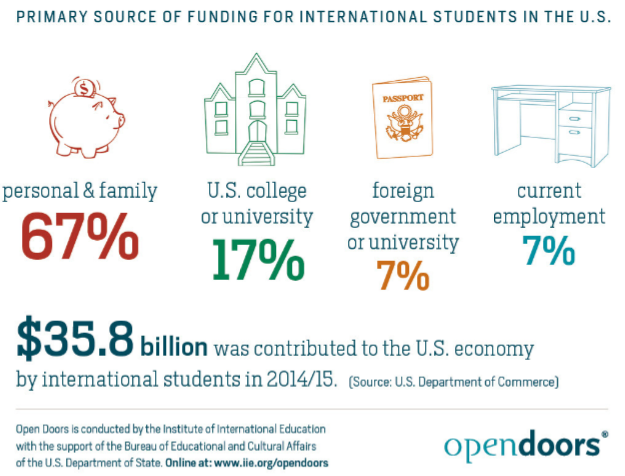 PRIMARY SOURCE OF FUNDING FOR INTERNATIONAL STUDENTS IN THE U.S.
$
PASSPORT
personal & family
67%
U.S. college
or university
17%
foreign
government
or university
7%
current
employment
7%
$35.8 billion was contributed to the U.S. economy
by international students in 2014/15. (Source: U.S. Department of Commerce)
Open Doors is conducted by the Institute of International Education
with the support of the Bureau of Educational and Cultural Affairs
of the U.S. Department of State. Online at: www.iie.org/opendoors
opendoors®